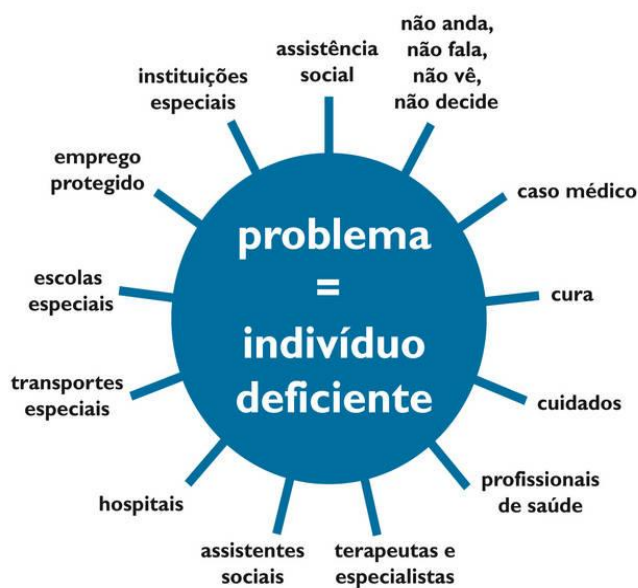 problema
=
indivíduo
deficiente
assistência
social
não anda,
não fala,
não vê,
não decide
caso médico
cura
cuidados
profissionais
de saúde
terapeutas e
especialistas
assistentes
sociais
hospitais
transportes
especiais
escolas
especiais
emprego
protegido
instituições
especiais